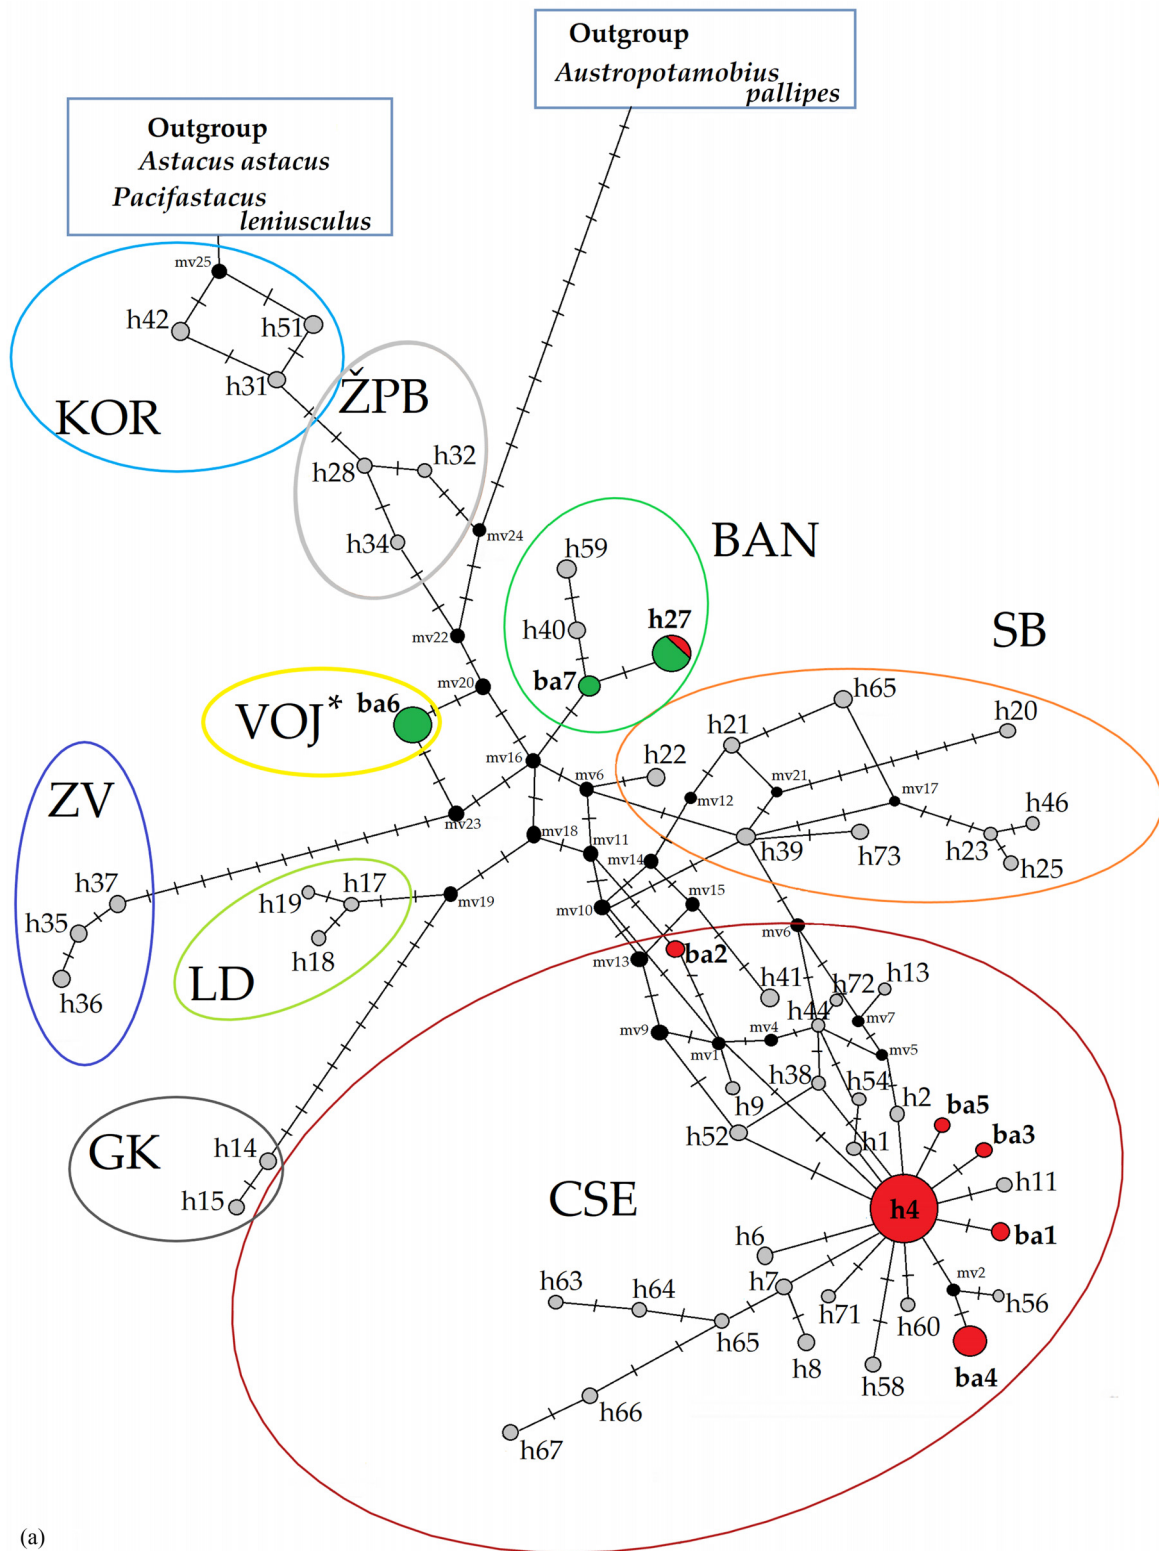 Outgroup
Austropotamobius
pallipes
Outgroup
Astacus astacus
Pacifastacus
leniusculus
mv25
h42
h51
h31
KOR
ŽPB
h28
h32
h34
mv24
BAN
h59
h40
h27
ba7
mv22
mv20
VOJ* ba6
SB
h65
h20
h21
h22
mv16
mv6
mv21
mv12
mv17
h46
h23
h25
h39
h73
ZV
mv23
mv18
mv11
mv14
mv15
mv10
h37
h35
h36
h19
h17
h18
LD
mv19
mv13
ba2
mv6
h41
h72
h13
h44
mv7
mv9
mv1
mv4
mv5
h38
h54
h9
h2
h52
h1
ba5
ba3
h11
GK
h14
h15
CSE
h4
ba1
h6
h7
mv2
h56
h63
h64
h65
h71
h60
h8
h58
ba4
h66
h67
(a)